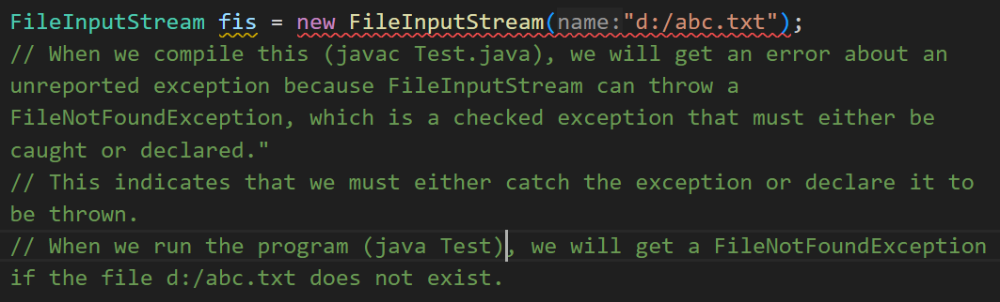 FileInputStream fis = new FileInputStream(name:"d:/abc.txt");
// When we compile this (javac Test.java), we will get an error about an
unreported exception because FileInputStream can throw a
FileNotFoundException, which is a checked exception that must either be
caught or declared."
// This indicates that we must either catch the exception or declare it to
be thrown.
// When we run the program (java Test), we will get a FileNotFoundException
if the file d:/abc.txt does not exist.